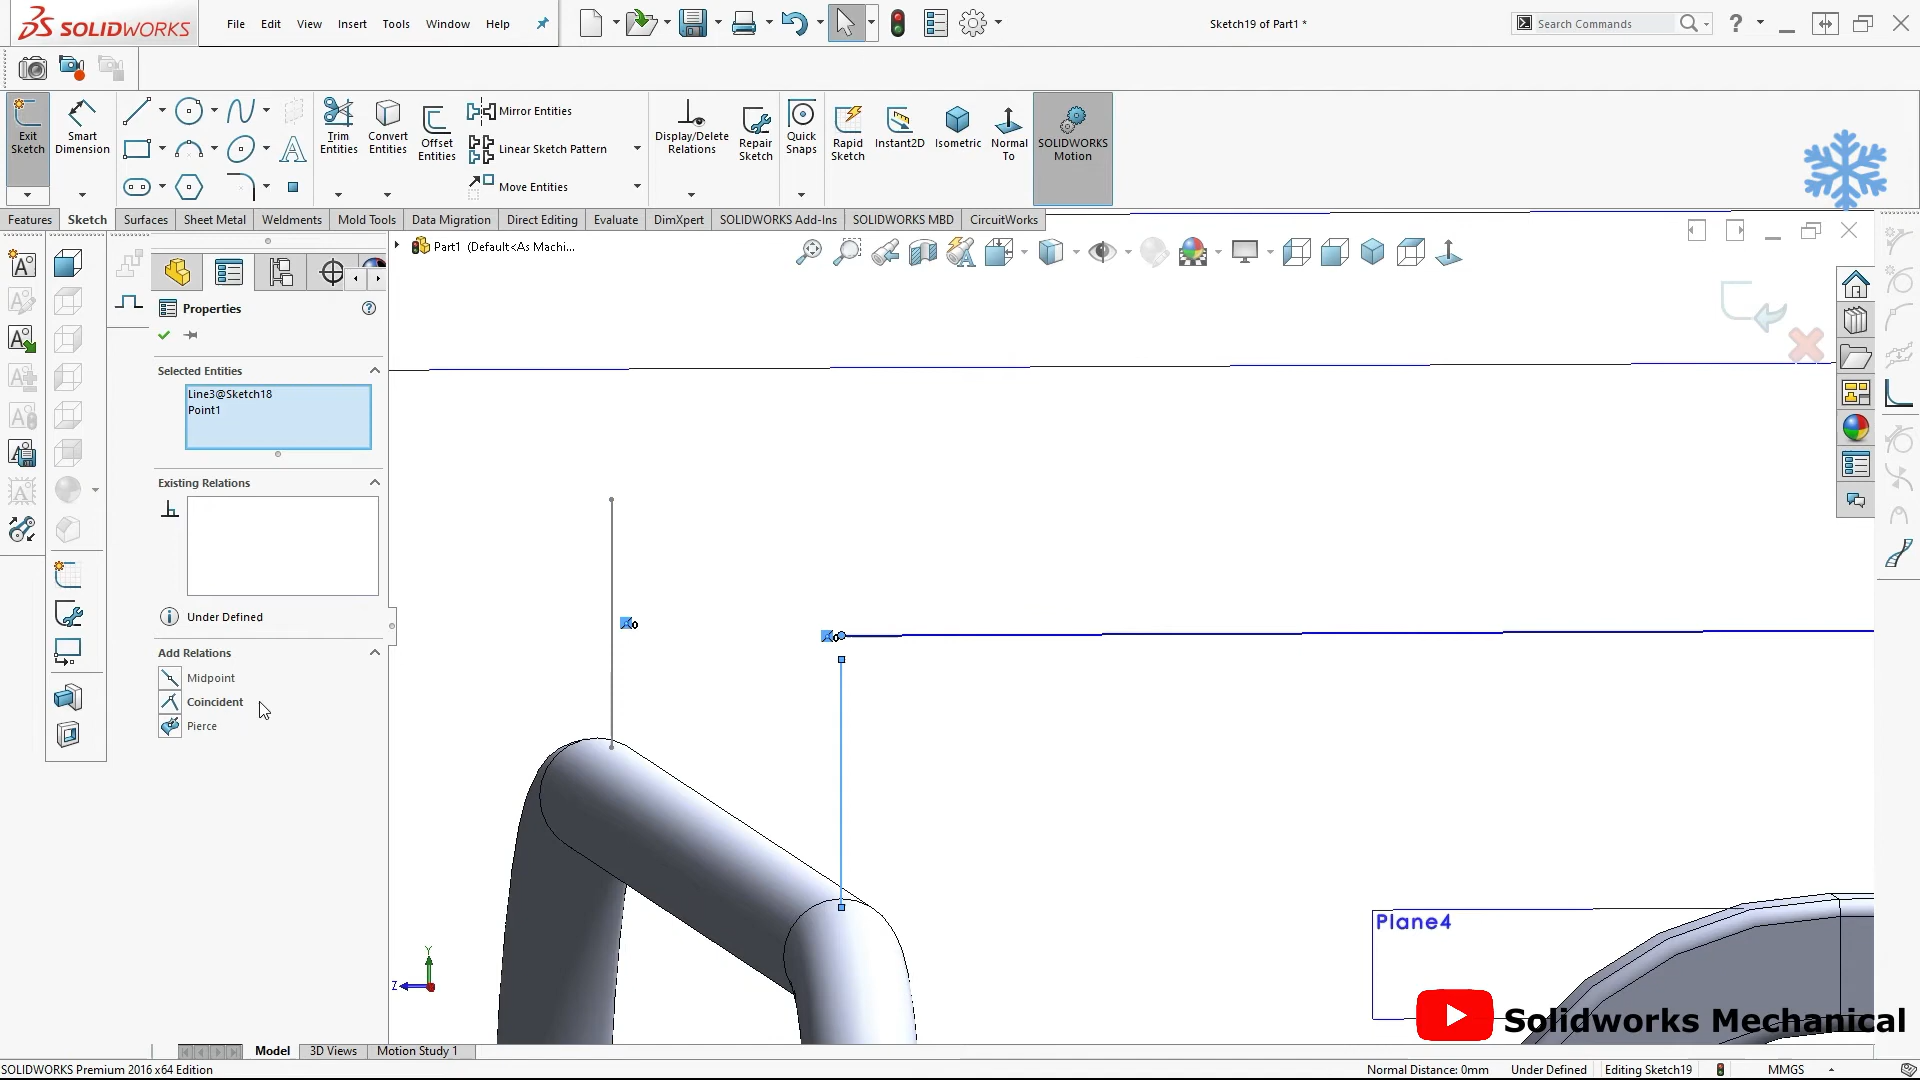 SOLIDWORKS
File Edit View Insert Tools Window Help
Sketch19 of Part1 *
Search Commands
?
Exit Sketch
Smart Dimension
Trim Entities
Convert Entities
Offset Entities
Mirror Entities
Linear Sketch Pattern
Move Entities
Display/Delete Relations
Repair Sketch
Quick Snaps
Rapid Sketch
Instant2D
Isometric
Normal To
SOLIDWORKS Motion
Features Sketch Surfaces Sheet Metal Weldments Mold Tools Data Migration Direct Editing Evaluate DimXpert SOLIDWORKS Add-Ins SOLIDWORKS MBD CircuitWorks
Part1 (Default<As Machi...
Properties
Selected Entities
Line3@Sketch18
Point1
Existing Relations
Under Defined
Add Relations
Midpoint
Coincident
Pierce
0
0
Plane4
Y
Z
Solidworks Mechanical
Model 3D Views Motion Study 1
SOLIDWORKS Premium 2016 x64 Edition
Normal Distance: 0mm Under Defined Editing Sketch19 MMGS